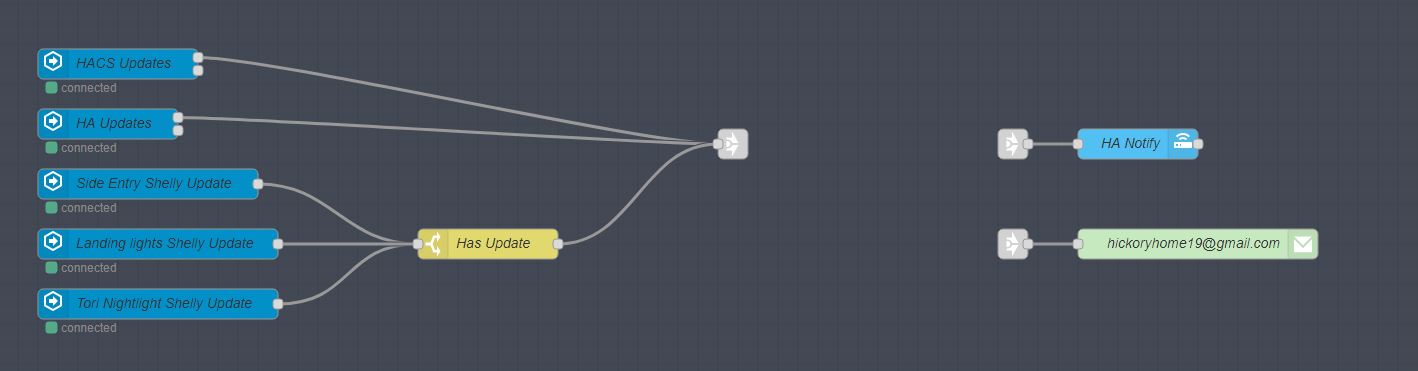 HACS Updates
connected
HA Updates
connected
HA Notify
Side Entry Shelly Update
connected
Landing lights Shelly Update
Has Update
hickoryhome19@gmail.com
connected
Tori Nightlight Shelly Update
connected